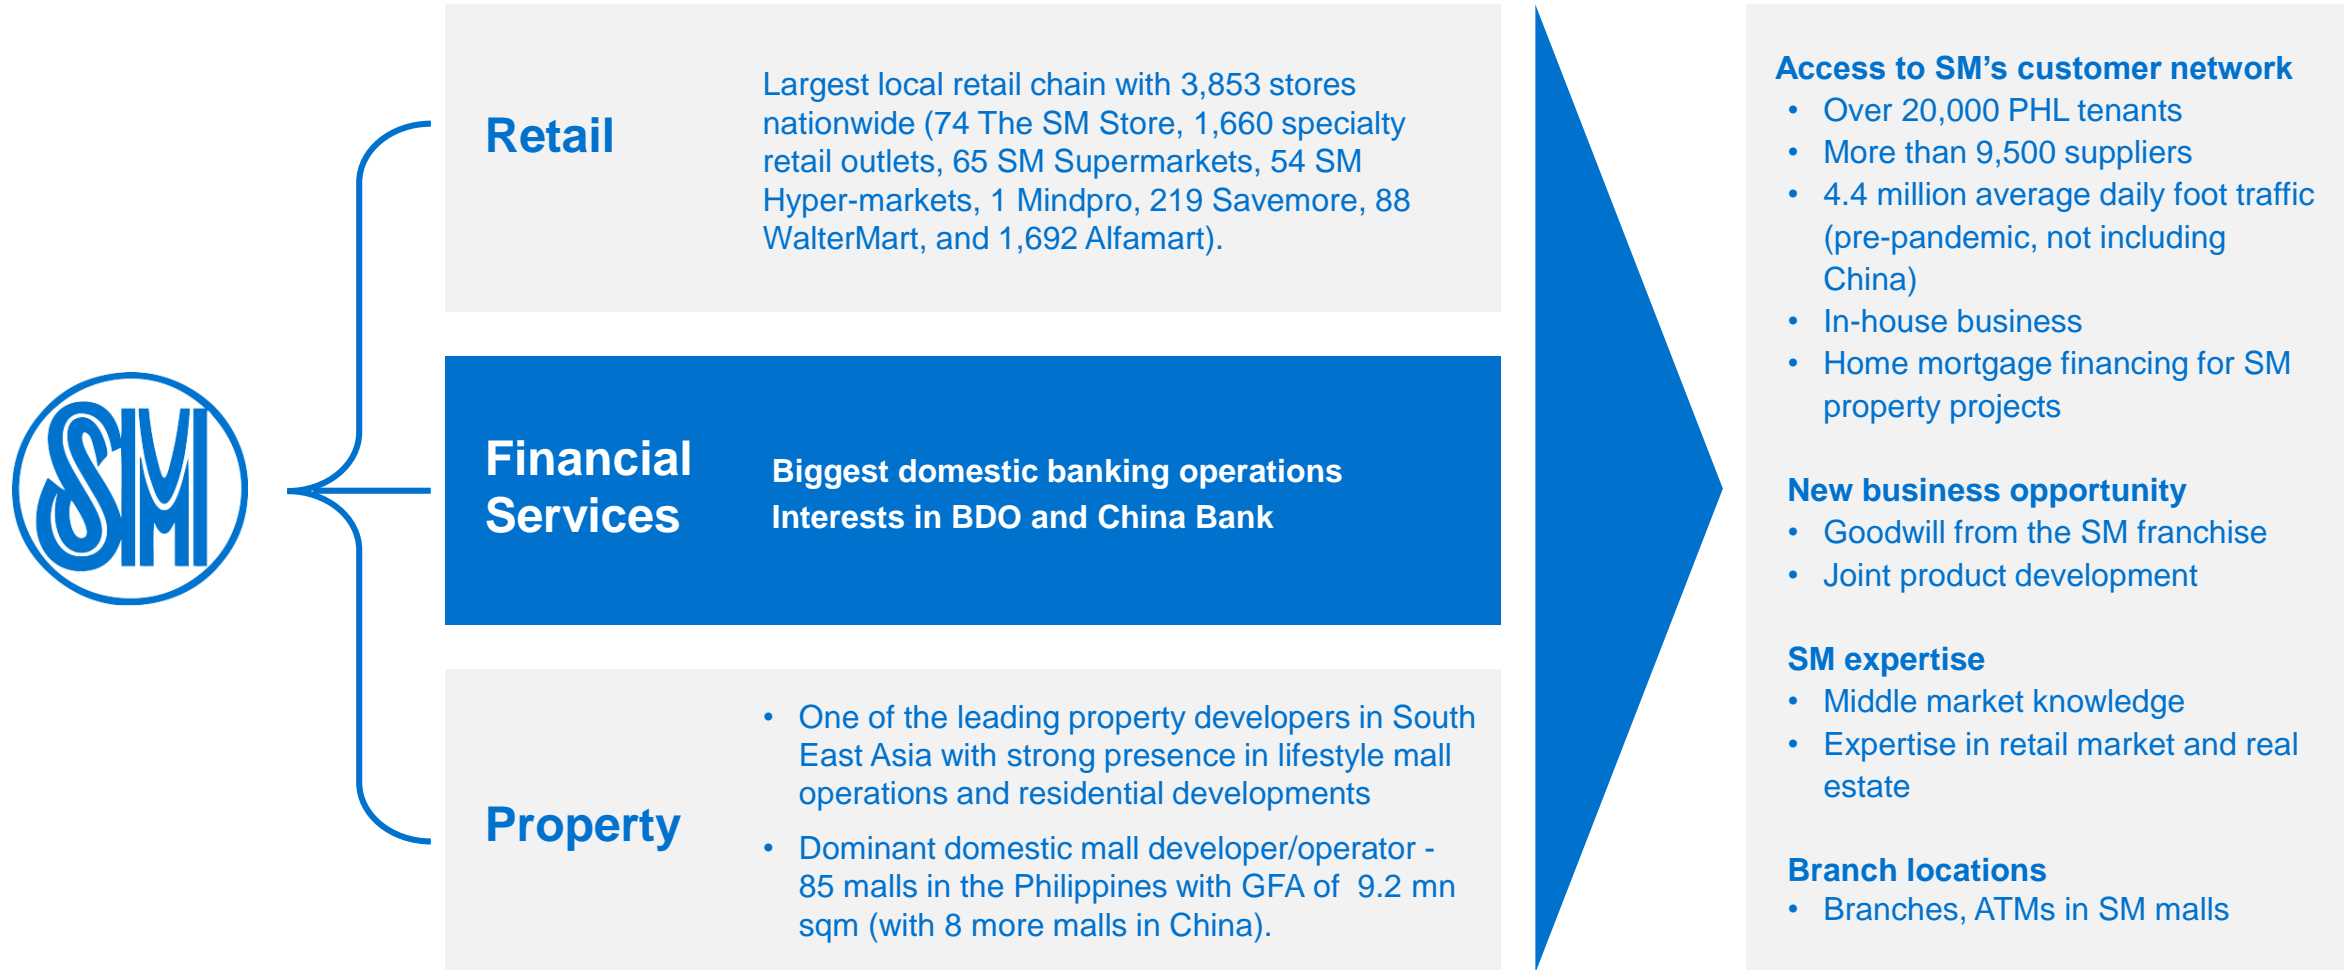 SM
Retail
Largest local retail chain with 3,853 stores
nationwide (74 The SM Store, 1,660 specialty
retail outlets, 65 SM Supermarkets, 54 SM
Hyper-markets, 1 Mindpro, 219 Savemore, 88
WalterMart, and 1,692 Alfamart).
Financial
Services
Biggest domestic banking operations
Interests in BDO and China Bank
Property
• One of the leading property developers in South
East Asia with strong presence in lifestyle mall
operations and residential developments
• Dominant domestic mall developer/operator -
85 malls in the Philippines with GFA of  9.2 mn
sqm (with 8 more malls in China).
Access to SM’s customer network
• Over 20,000 PHL tenants
• More than 9,500 suppliers
• 4.4 million average daily foot traffic
(pre-pandemic, not including
China)
• In-house business
• Home mortgage financing for SM
property projects
New business opportunity
• Goodwill from the SM franchise
• Joint product development
SM expertise
• Middle market knowledge
• Expertise in retail market and real
estate
Branch locations
• Branches, ATMs in SM malls